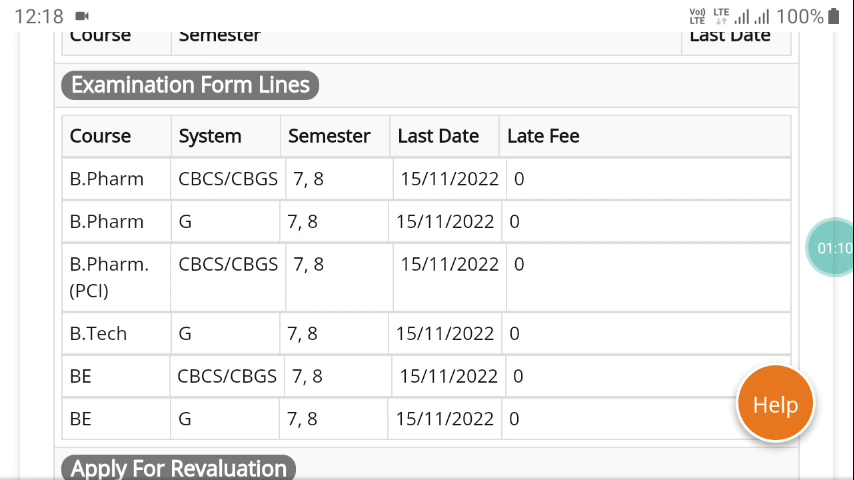 12:18 Vo)) LTE LTE 100%
Course Semester Last Date
Examination Form Lines
Course System Semester Last Date Late Fee
B.Pharm CBCS/CBGS 7, 8 15/11/2022 0
B.Pharm G 7, 8 15/11/2022 0
B.Pharm. CBCS/CBGS 7, 8 15/11/2022 0
(PCI)
B.Tech G 7, 8 15/11/2022 0
BE CBCS/CBGS 7, 8 15/11/2022 0
BE G 7, 8 15/11/2022 0
01:10
Help
Apply For Revaluation